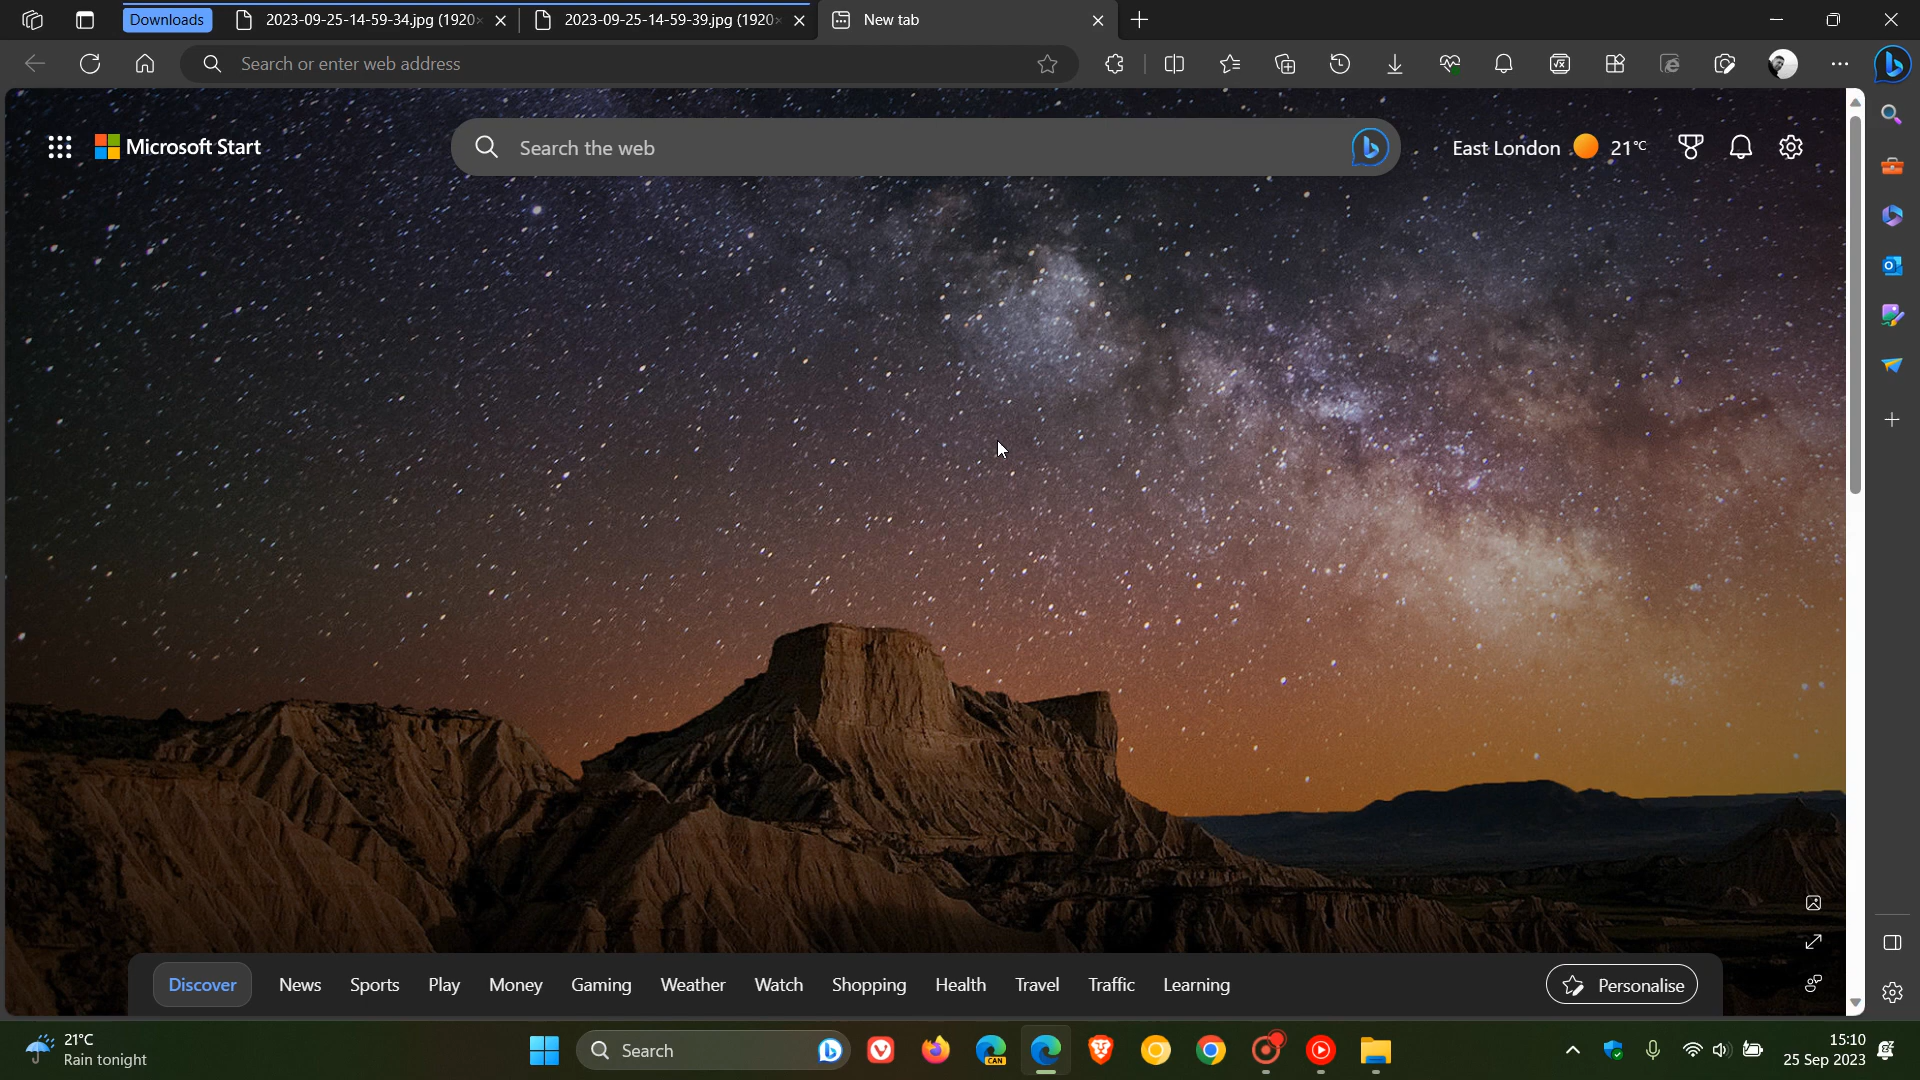 Downloads
2023-09-25-14-59-34.jpg (1920×
2023-09-25-14-59-39.jpg (1920×
New tab
Search or enter web address
Microsoft Start
Search the web
East London
21°C
Discover
News
Sports
Play
Money
Gaming
Weather
Watch
Shopping
Health
Travel
Traffic
Learning
Personalise
21°C
Rain tonight
Search
CAN
15:10
25 Sep 2023